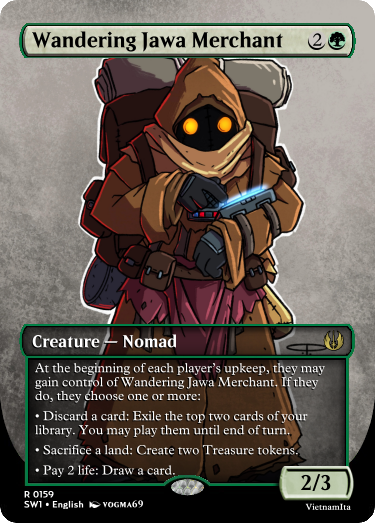 Wandering Jawa Merchant 2
Creature — Nomad
At the beginning of each player's upkeep, they may
gain control of Wandering Jawa Merchant. If they
do, they choose one or more:
• Discard a card: Exile the top two cards of your
library. You may play them until end of turn.
• Sacrifice a land: Create two Treasure tokens.
• Pay 2 life: Draw a card.
2/3
R 0159
SW1 • English VOGMA69
VietnamIta